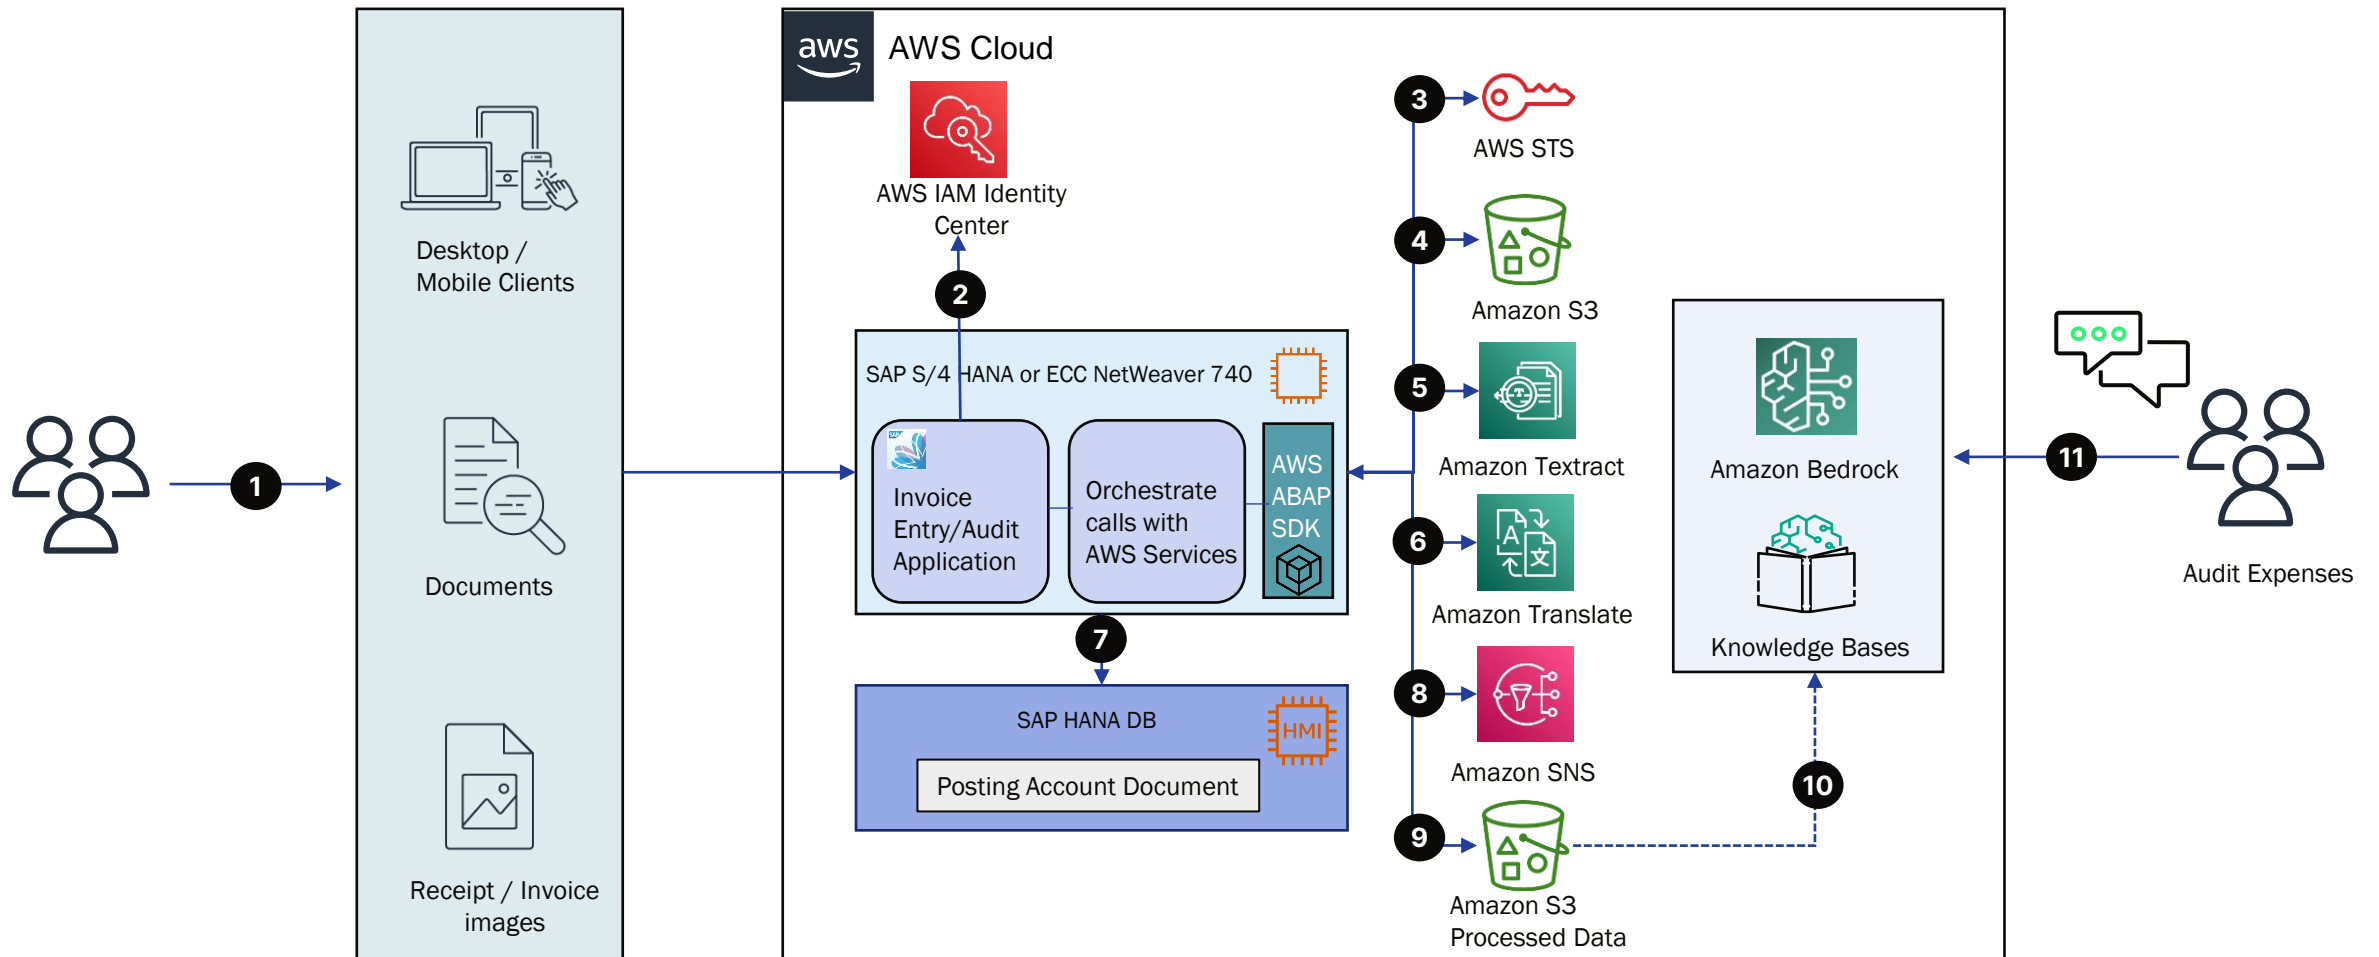 aws
AWS Cloud
AWS IAM Identity
Center
Desktop /
Mobile Clients
Documents
Receipt / Invoice
images
1
2
SAP S/4 HANA or ECC NetWeaver 740
SAP
Invoice
Entry/Audit
Application
Orchestrate
calls with
AWS Services
AWS
ABAP
SDK
7
SAP HANA DB
HMI
Posting Account Document
3
AWS STS
4
Amazon S3
5
T
Amazon Textract
6
A
文
Amazon Translate
8
Amazon SNS
9
Amazon S3
Processed Data
10
Amazon Bedrock
Knowledge Bases
11
Audit Expenses